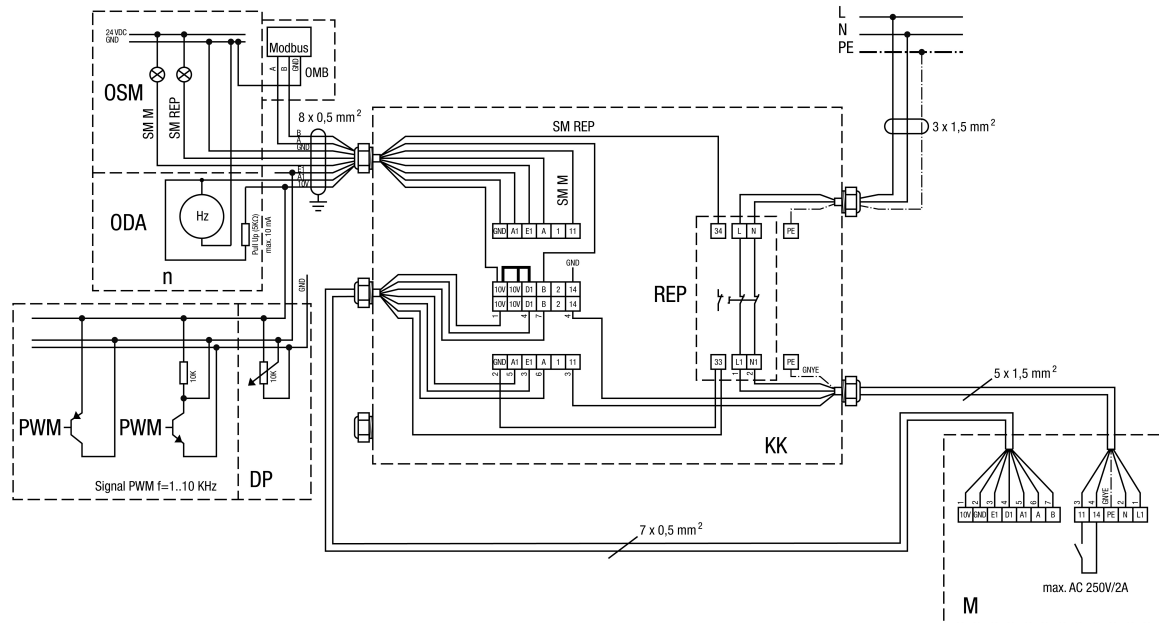 24 VDC
GND
Modbus
A
B
GND
OMB
OSM
SM M
SM REP
8 x 0,5 mm²
B
A
GND
E1
A1
10V
ODA
Hz
Pull Up (5KΩ)
max. 10 mA
n
GND
10K
10K
PWM
PWM
DP
Signal PWM f=1..10 KHz
SM REP
SM M
GND A1 E1 A 1 11
GND
10V 10V D1 B 2 14
10V 10V D1 B 2 14
1 4 7 4
GND A1 E1 A 1 11
2 5 3 6 3
REP
34 L N PE
33 L1 N1 PE
1 2
GNYE
KK
L
N
PE
3 x 1,5 mm²
5 x 1,5 mm²
7 x 0,5 mm²
1 2 3 4 5 6 7
10V GND E1 D1 A1 A B
3 4 GNYE 2 1
11 14 PE N L1
max. AC 250V/2A
M